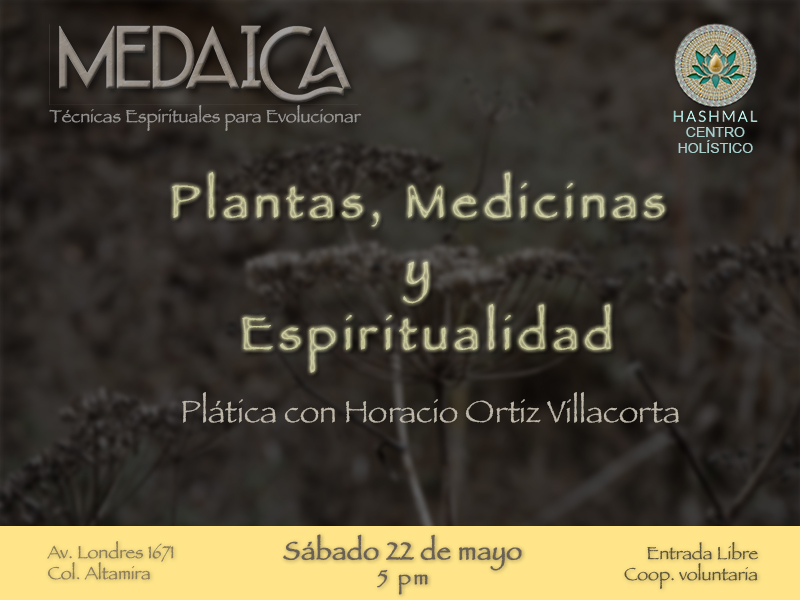 MEDAICA
Técnicas Espirituales para Evolucionar
HASHMAL
CENTRO
HOLÍSTICO
Plantas, Medicinas
y
Espiritualidad
Plática con Horacio Ortiz Villacorta
Av. Londres 1671
Col. Altamira
Sábado 22 de mayo
5 pm
Entrada Libre
Coop. voluntaria